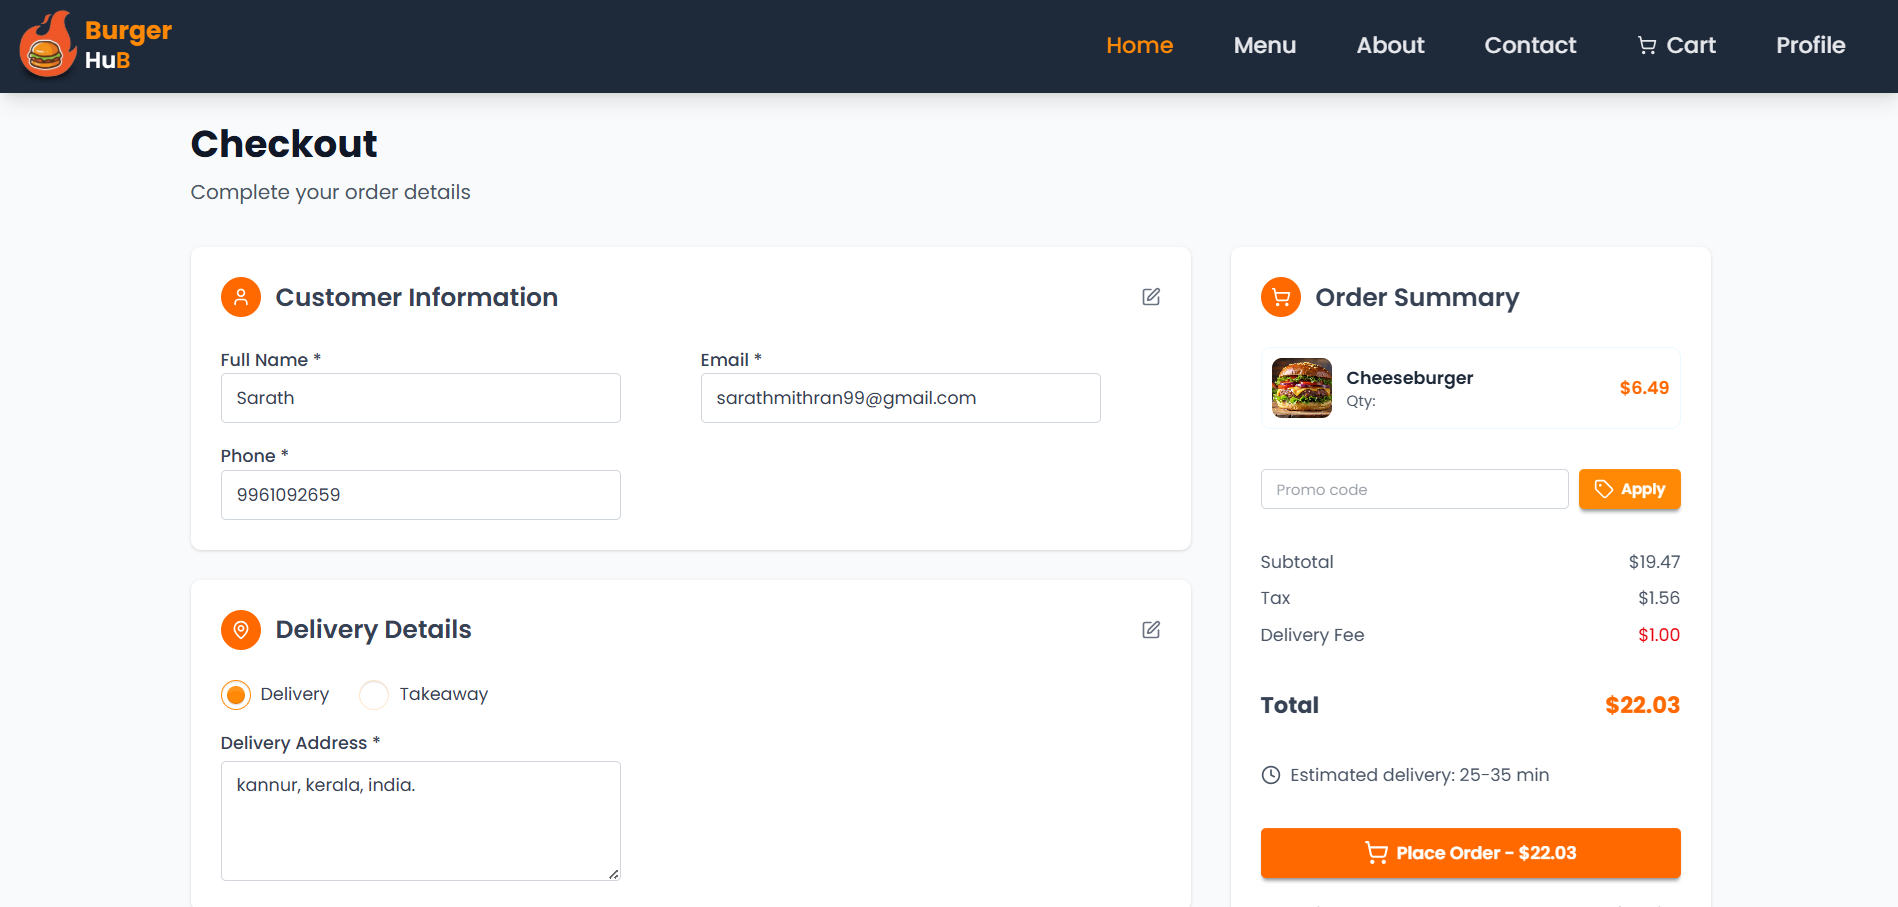 Burger
HuB
Home
Menu
About
Contact
Cart
Profile
Checkout
Complete your order details
Customer Information
Full Name *
Sarath
Email *
sarathmithran99@gmail.com
Phone *
9961092659
Delivery Details
Delivery
Takeaway
Delivery Address *
kannur, kerala, india.
Order Summary
Cheeseburger
Qty:
$6.49
Promo code
Apply
Subtotal
$19.47
Tax
$1.56
Delivery Fee
$1.00
Total
$22.03
Estimated delivery: 25-35 min
Place Order - $22.03